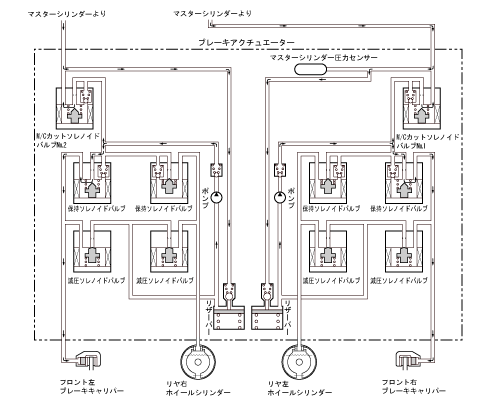 マスターシリンダーより
マスターシリンダーより
ブレーキアクチュエーター
マスターシリンダー圧力センサー
M/Cカットソレノイド
バルブNo.2
M/Cカットソレノイド
バルブNo.1
保持ソレノイドバルブ
保持ソレノイドバルブ
ポンプ
ポンプ
保持ソレノイドバルブ
保持ソレノイドバルブ
減圧ソレノイドバルブ
減圧ソレノイドバルブ
減圧ソレノイドバルブ
減圧ソレノイドバルブ
リザーバー
リザーバー
フロント左
ブレーキキャリパー
リヤ右
ホイールシリンダー
リヤ左
ホイールシリンダー
フロント右
ブレーキキャリパー